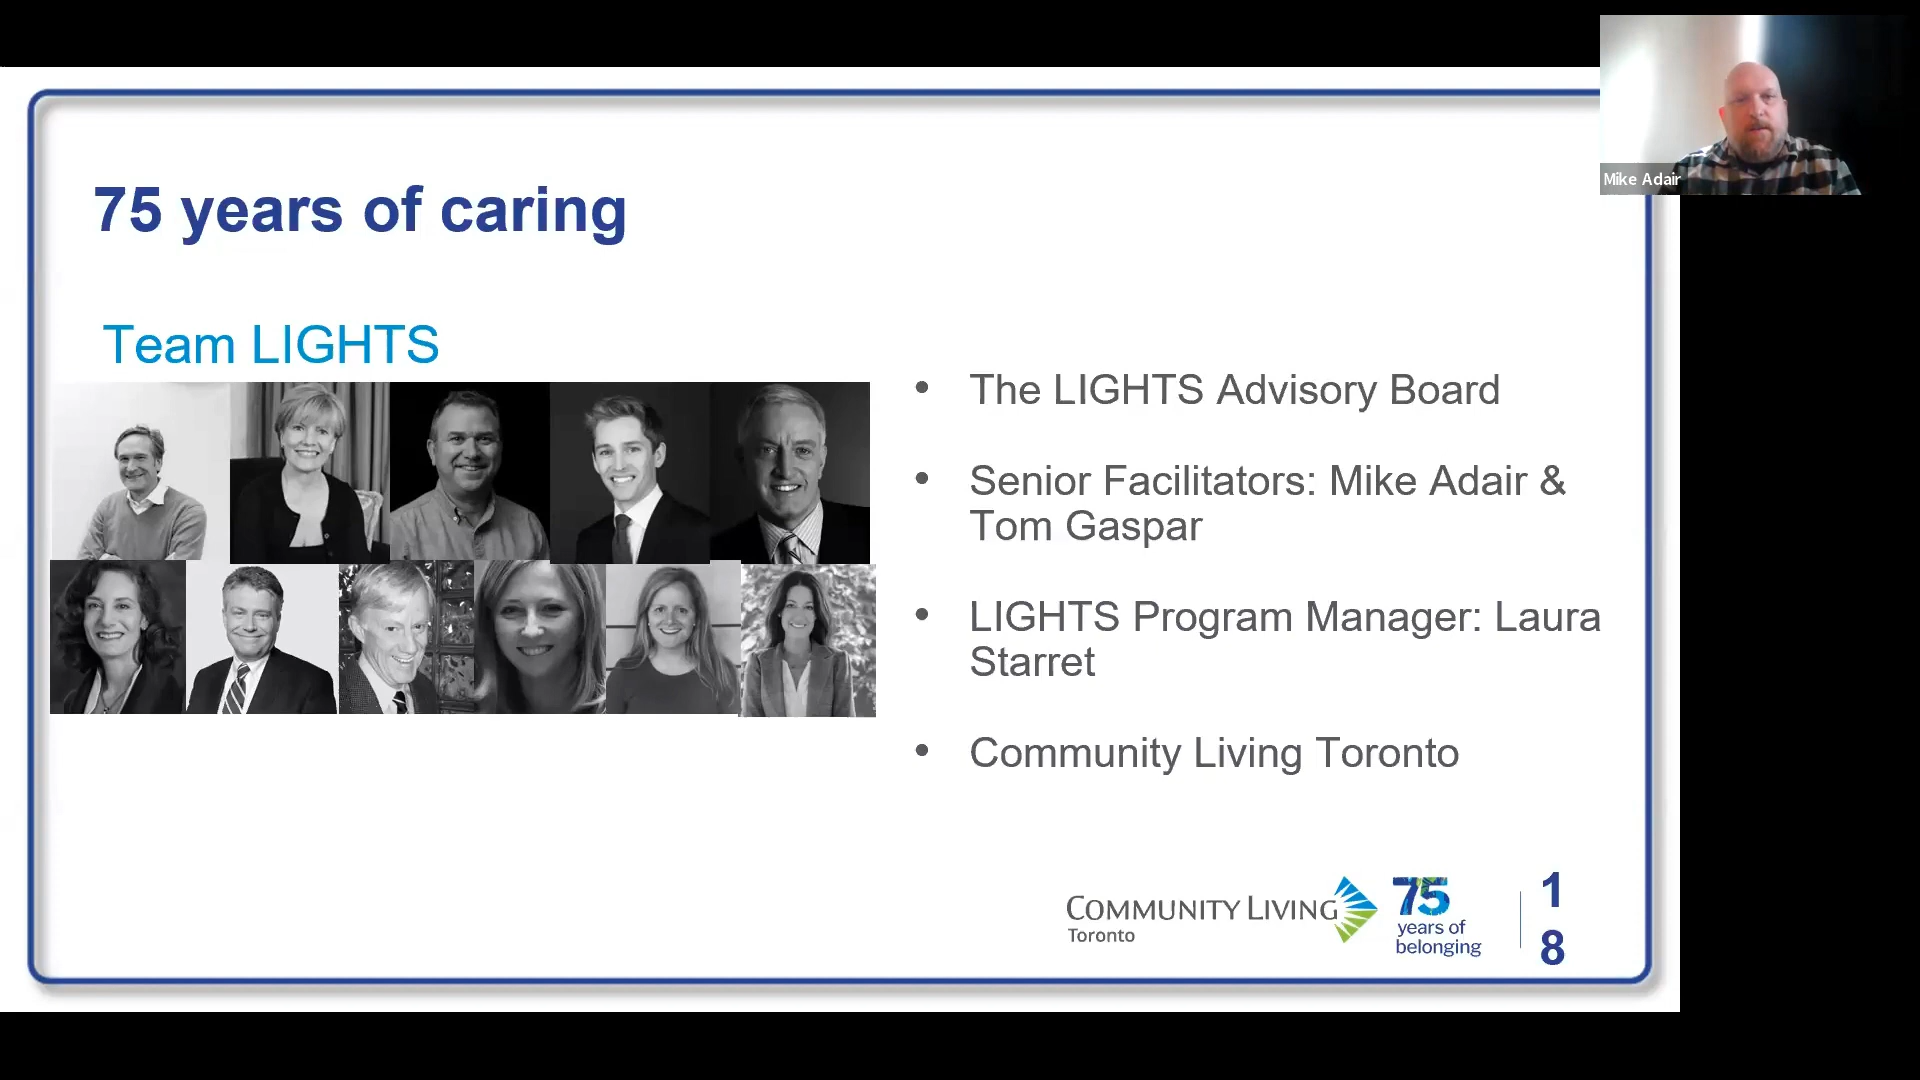 Mike Adair
75 years of caring
Team LIGHTS
• The LIGHTS Advisory Board
• Senior Facilitators: Mike Adair &
Tom Gaspar
• LIGHTS Program Manager: Laura
Starret
• Community Living Toronto
COMMUNITY LIVING
Toronto
75
years of
belonging
1
8